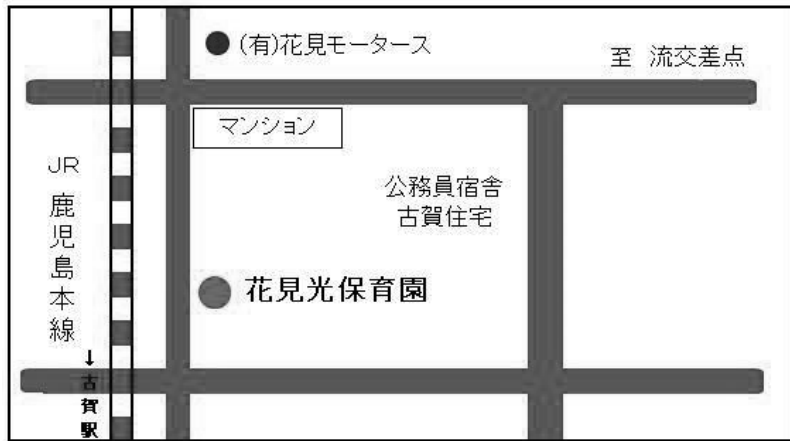 (有)花見モータース
至 流交差点
マンション
JR
鹿児島本線
公務員宿舎
古賀住宅
花見光保育園
↓古賀駅